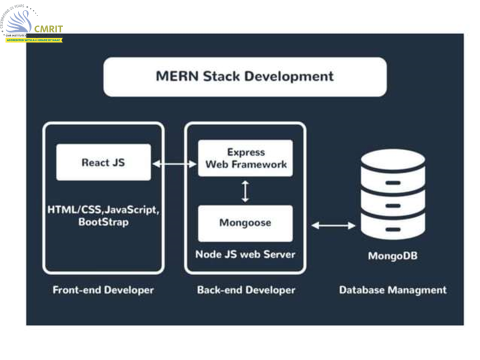 CMRIT
MERN Stack Development
React JS
HTML/CSS,JavaScript,
BootStrap
Express
Web Framework
Mongoose
Node JS web Server
MongoDB
Front-end Developer
Back-end Developer
Database Managment